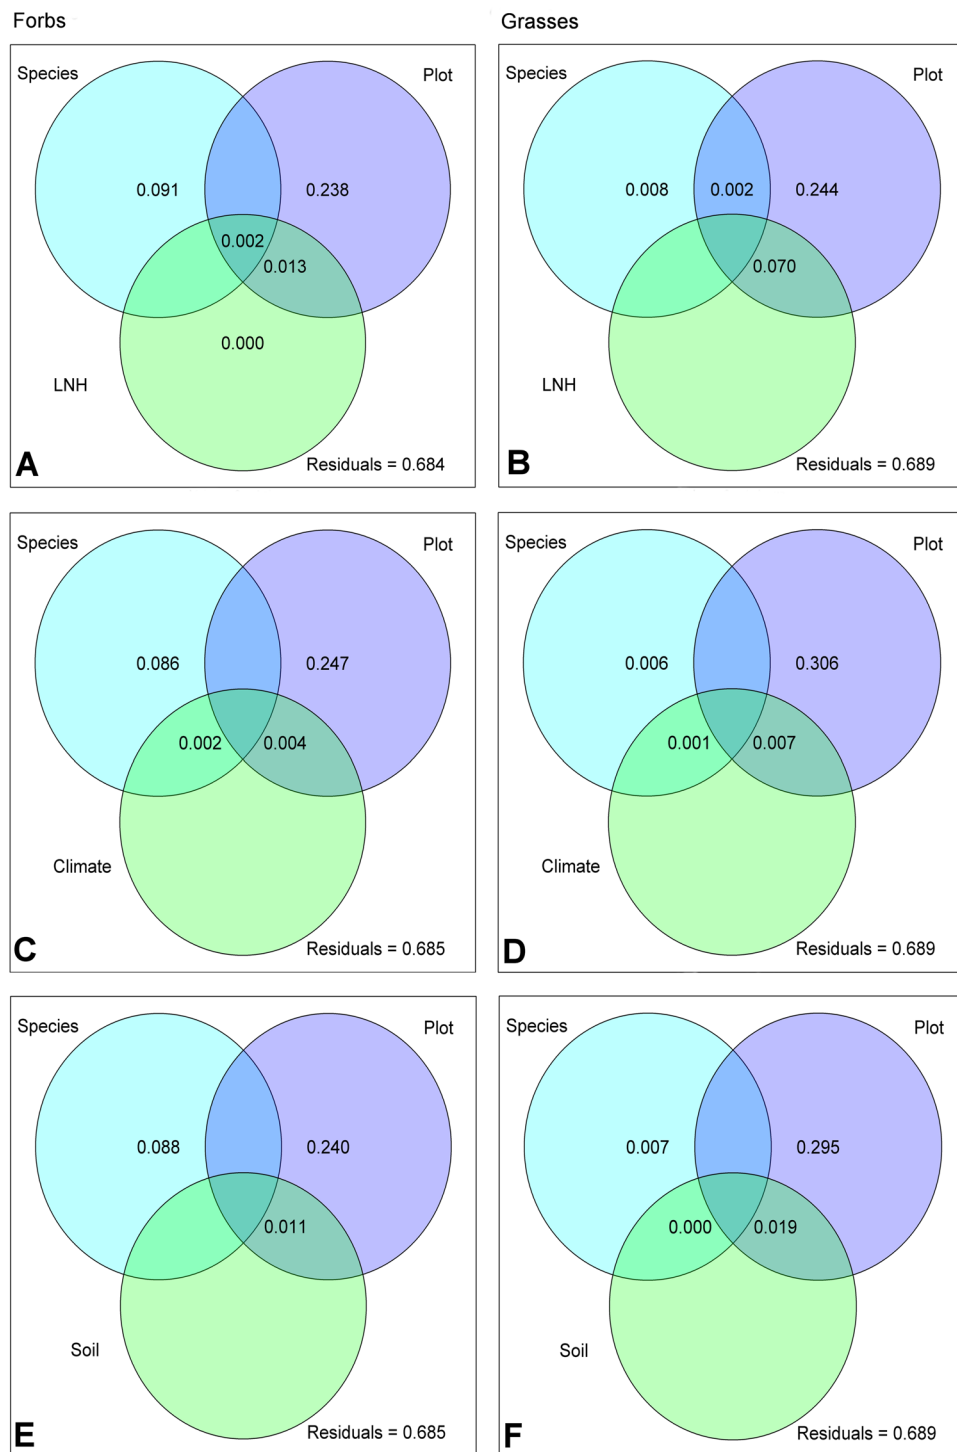 Forbs
Grasses
Species
Plot
0.091
0.238
0.002
0.013
0.000
LNH
A
Residuals = 0.684
Species
Plot
0.008
0.002
0.244
0.070
LNH
B
Residuals = 0.689
Species
Plot
0.086
0.247
0.002
0.004
Climate
C
Residuals = 0.685
Species
Plot
0.006
0.306
0.001
0.007
Climate
D
Residuals = 0.689
Species
Plot
0.088
0.240
0.011
Soil
E
Residuals = 0.685
Species
Plot
0.007
0.295
0.000
0.019
Soil
F
Residuals = 0.689